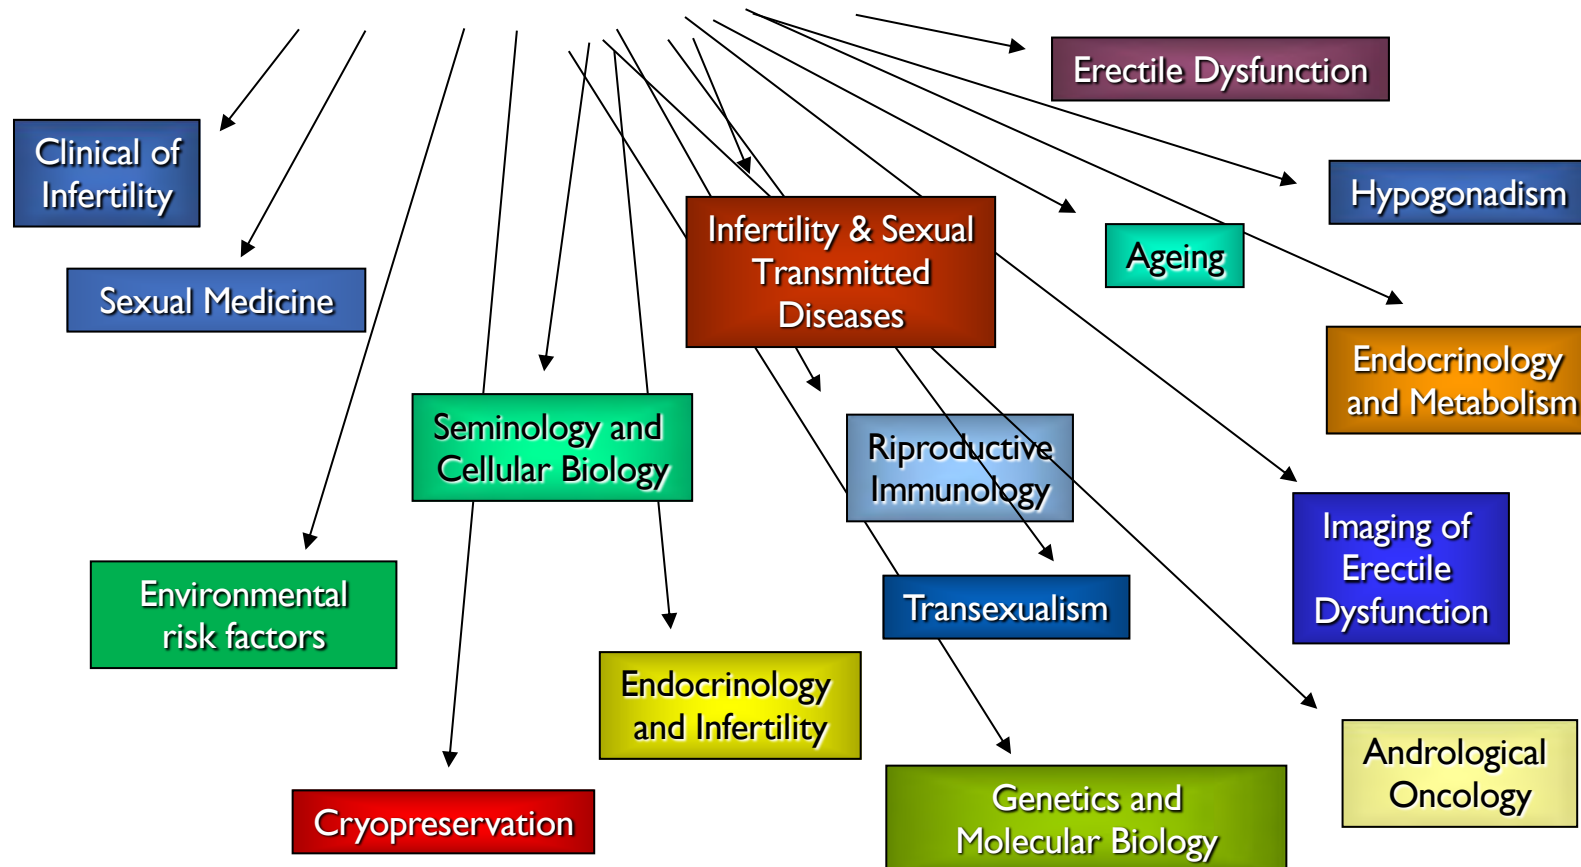 Erectile Dysfunction
Clinical of
Infertility
Hypogonadism
Infertility & Sexual
Transmitted
Diseases
Ageing
Sexual Medicine
Endocrinology
and Metabolism
Seminology and
Cellular Biology
Riproductive
Immunology
Imaging of
Erectile
Dysfunction
Environmental
risk factors
Transexualism
Endocrinology
and Infertility
Andrological
Oncology
Cryopreservation
Genetics and
Molecular Biology